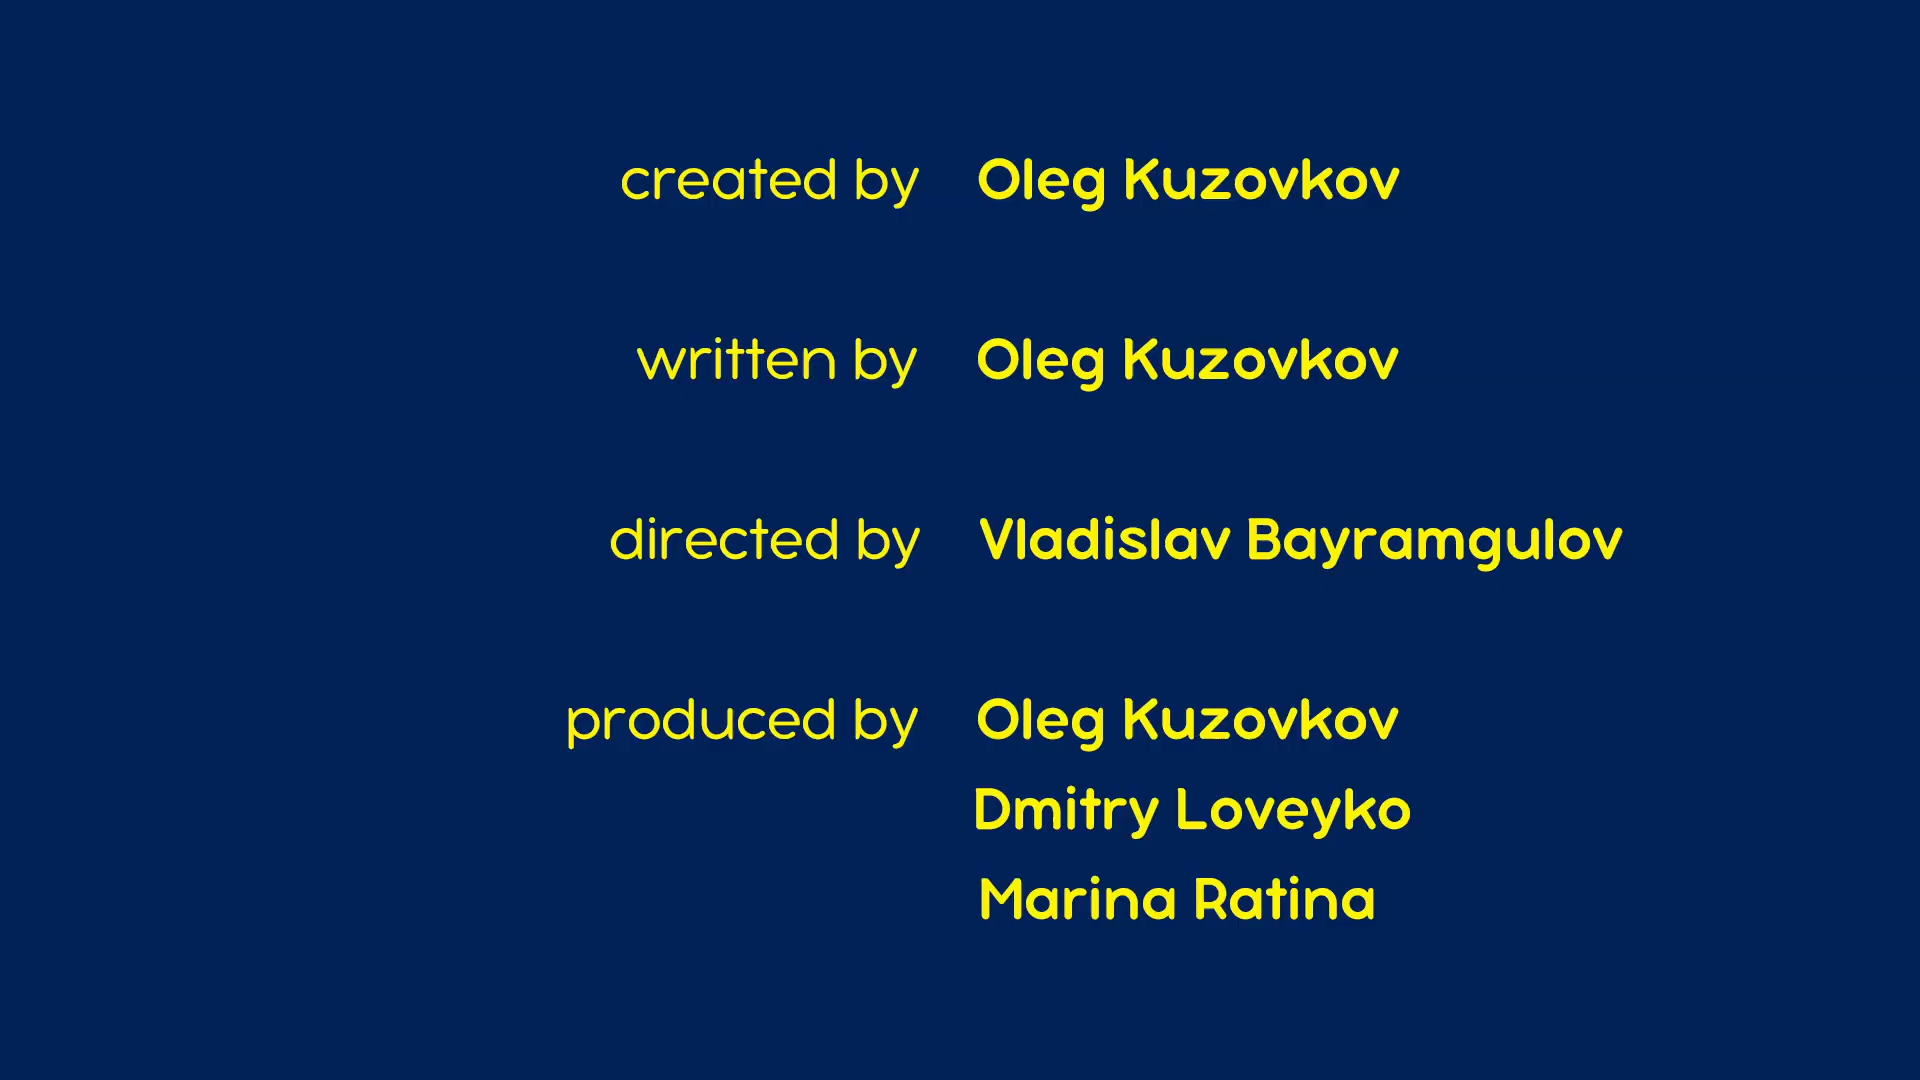 created by Oleg Kuzovkov
written by Oleg Kuzovkov
directed by Vladislav Bayramgulov
produced by Oleg Kuzovkov
Dmitry Loveyko
Marina Ratina